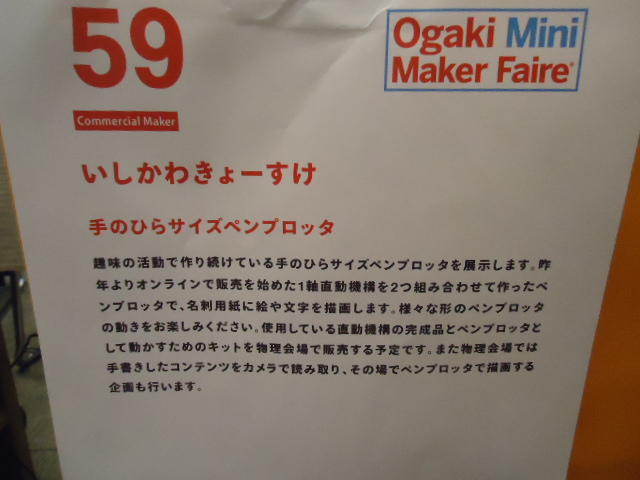 59
Ogaki Mini
Maker Faire®
Commercial Maker
いしかわきょーすけ
手のひらサイズペンプロッタ
趣味の活動で作り続けている手のひらサイズペンプロッタを展示します。昨
年よりオンラインで販売を始めた1軸直動機構を2つ組み合わせて作ったペ
ンプロッタで、名刺用紙に絵や文字を描画します。様々な形のペンプロッタ
の動きをお楽しみください。使用している直動機構の完成品とペンプロッタと
して動かすためのキットを物理会場で販売する予定です。また物理会場では
手書きしたコンテンツをカメラで読み取り、その場でペンプロッタで描画する
企画も行います。